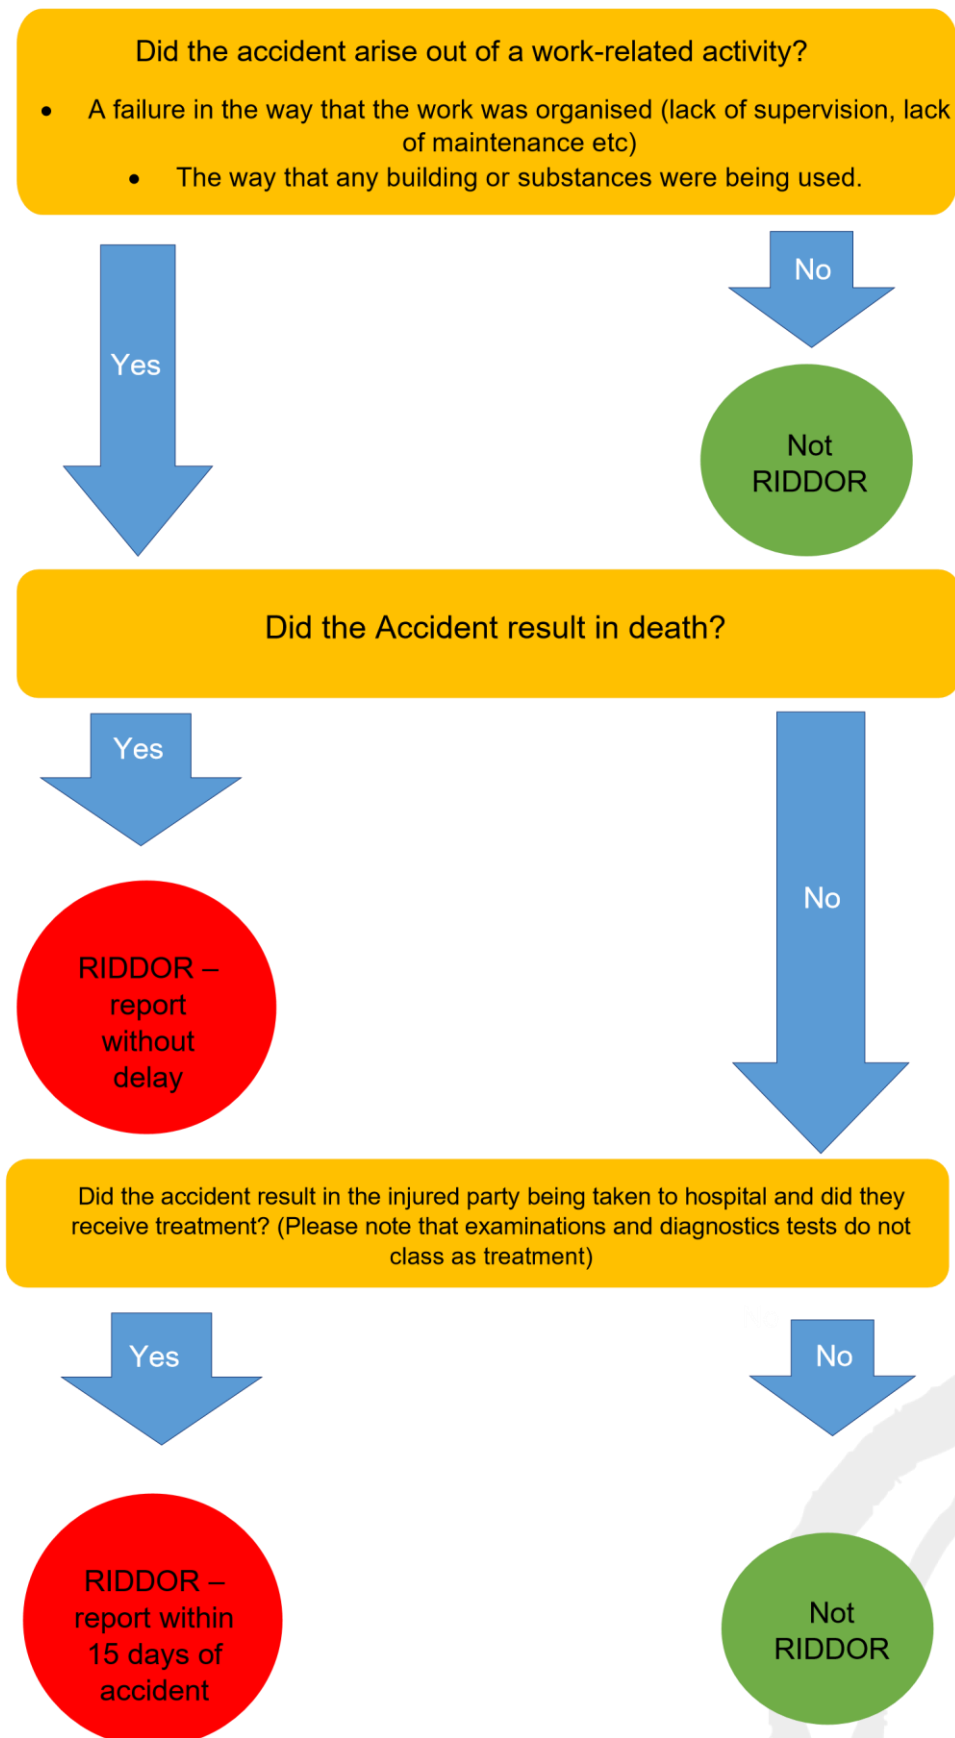 Did the accident arise out of a work-related activity?
• A failure in the way that the work was organised (lack of supervision, lack
of maintenance etc)
• The way that any building or substances were being used.
No
Yes
Not
RIDDOR
Did the Accident result in death?
Yes
No
RIDDOR –
report
without
delay
Did the accident result in the injured party being taken to hospital and did they
receive treatment? (Please note that examinations and diagnostics tests do not
class as treatment)
Yes
No
RIDDOR –
report within
15 days of
accident
Not
RIDDOR